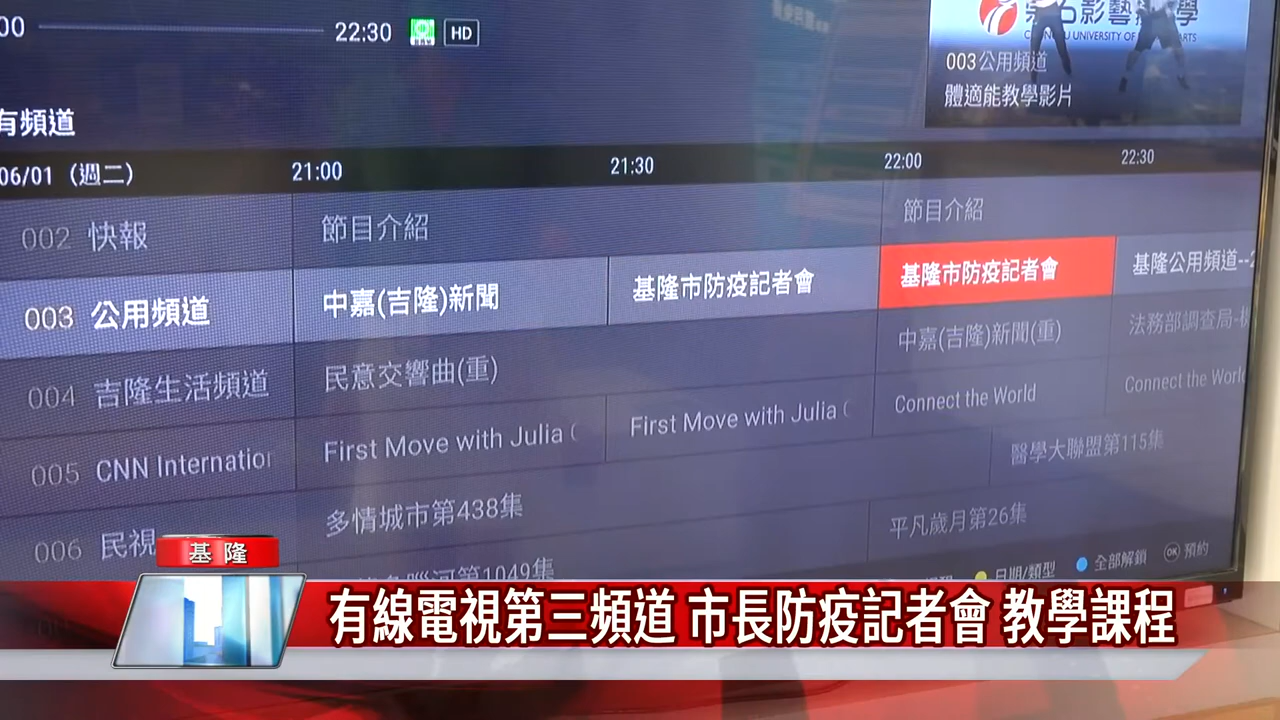 00 22:30 HD
003公用頻道
體適能教學影片
有頻道
06/01 (週二) 21:00 21:30 22:00 22:30
002 快報 節目介紹 節目介紹
003 公用頻道 中嘉(吉隆)新聞 基隆市防疫記者會 基隆市防疫記者會 基隆公用頻道--2
004 吉隆生活頻道 民意交響曲(重) 中嘉(吉隆)新聞(重) 法務部調查局-
005 CNN Internation First Move with Julia First Move with Julia Connect the World Connect the World
006 民視 多情城市第438集 醫學大聯盟第115集
第1049集 平凡歲月第26集
日期/類型 全部解鎖 OK 預約
基隆
有線電視第三頻道 市長防疫記者會 教學課程